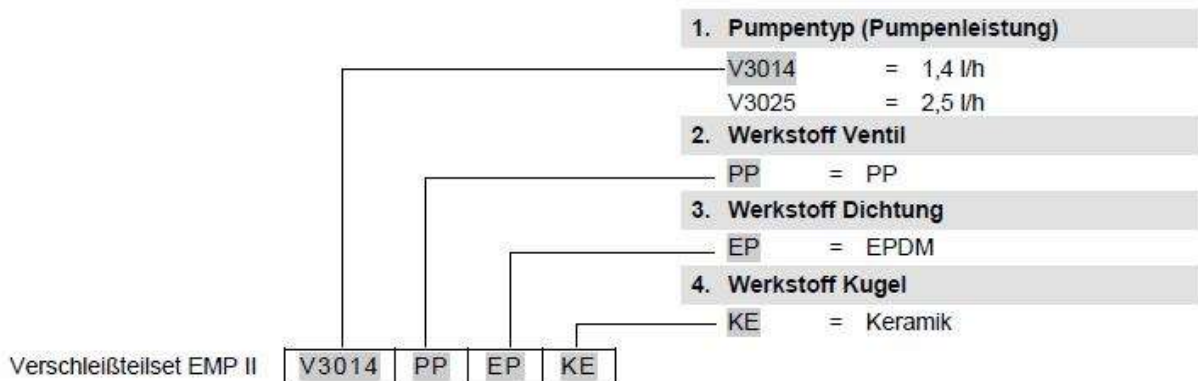 1. Pumpentyp (Pumpenleistung)
V3014 = 1,4 l/h
V3025 = 2,5 l/h
2. Werkstoff Ventil
PP = PP
3. Werkstoff Dichtung
EP = EPDM
4. Werkstoff Kugel
KE = Keramik
Verschleißteilset EMP II V3014 PP EP KE